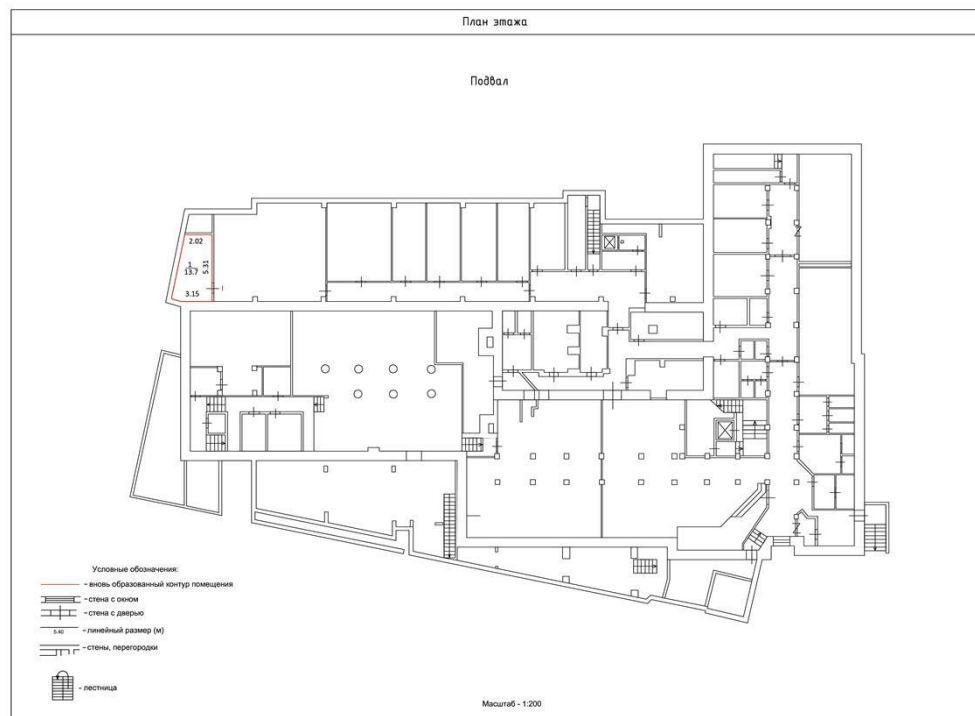 План этажа
Подвал
2.02
1
13.7
5.31
3.15
I
Условные обозначения:
- вновь образованный контур помещения
- стена с окном
- стена с дверью
5.40
- линейный размер (м)
- стены, перегородки
- лестница
Масштаб - 1:200